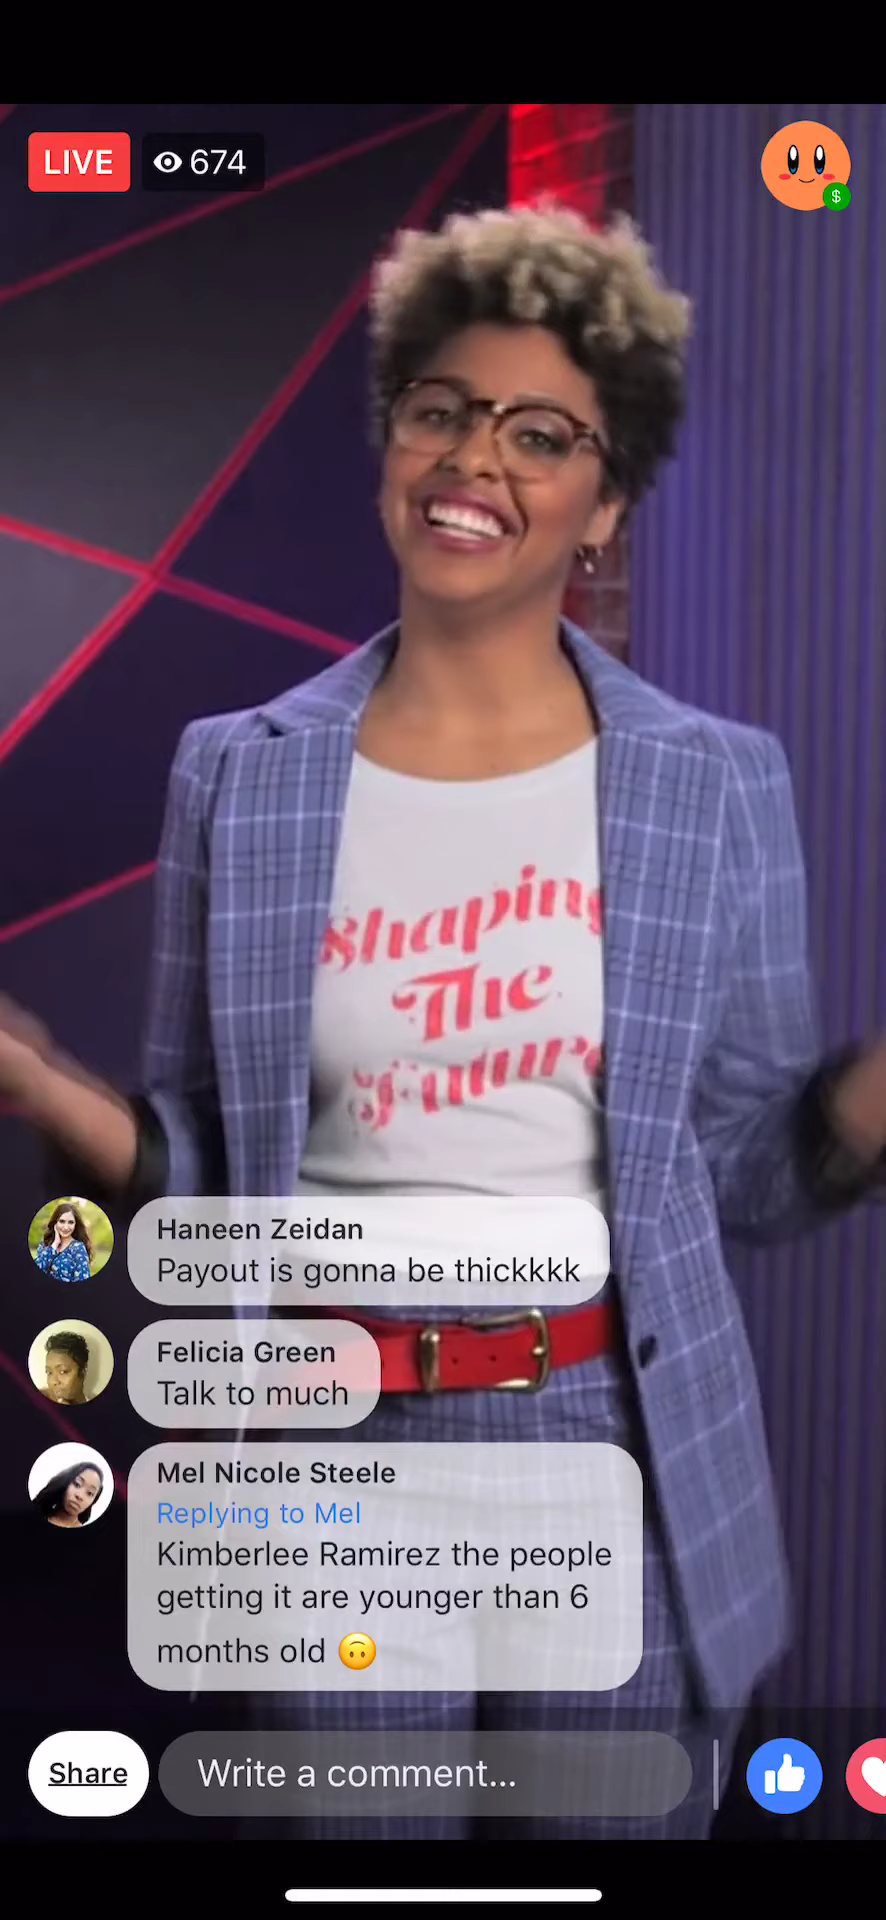 LIVE 674
$
Shaping
The
Future
Haneen Zeidan
Payout is gonna be thickkkk
Felicia Green
Talk to much
Mel Nicole Steele
Replying to Mel
Kimberlee Ramirez the people
getting it are younger than 6
months old 🙃
Share
Write a comment...